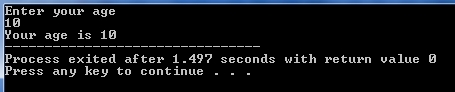 Enter your age
10
Your age is 10
--------------------------------
Process exited after 1.497 seconds with return value 0
Press any key to continue . . .